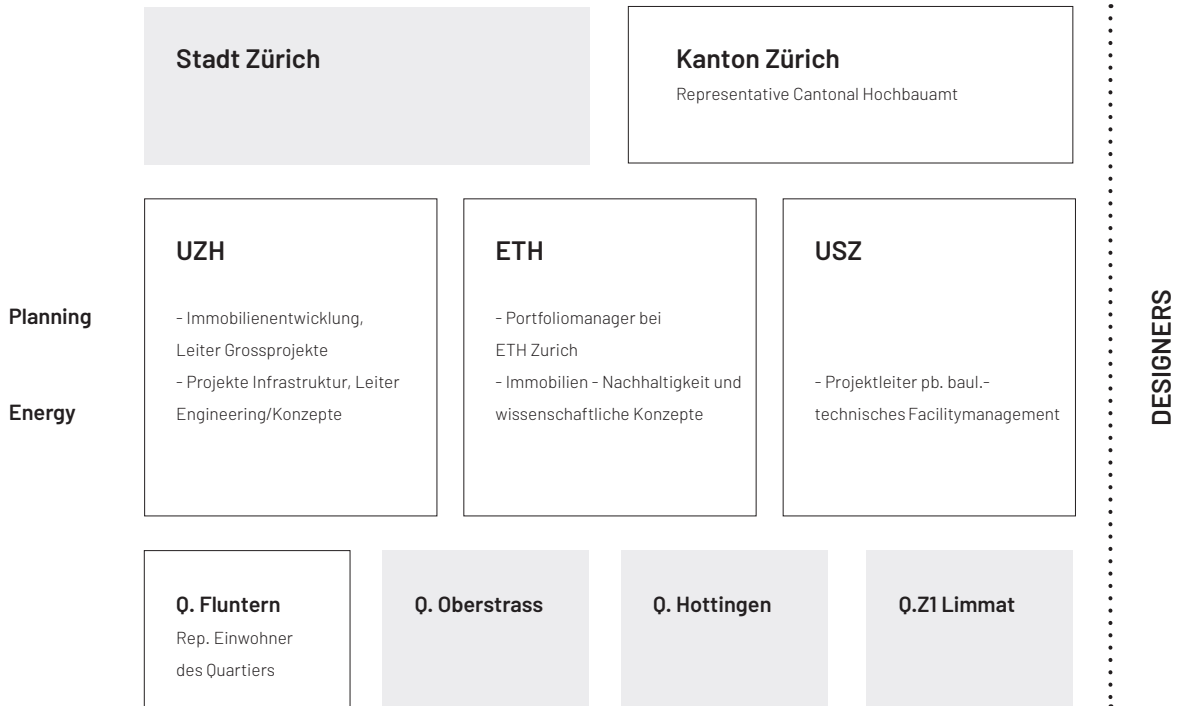 Stadt Zürich
Kanton Zürich
Representative Cantonal Hochbauamt
UZH
ETH
USZ
Planning
- Immobilienentwicklung,
Leiter Grossprojekte
- Projekte Infrastruktur, Leiter
Engineering/Konzepte
- Portfoliomanager bei
ETH Zurich
- Immobilien - Nachhaltigkeit und
wissenschaftliche Konzepte
- Projektleiter pb. baul.-
technisches Facilitymanagement
Energy
DESIGNERS
Q. Fluntern
Rep. Einwohner
des Quartiers
Q. Oberstrass
Q. Hottingen
Q.Z1 Limmat